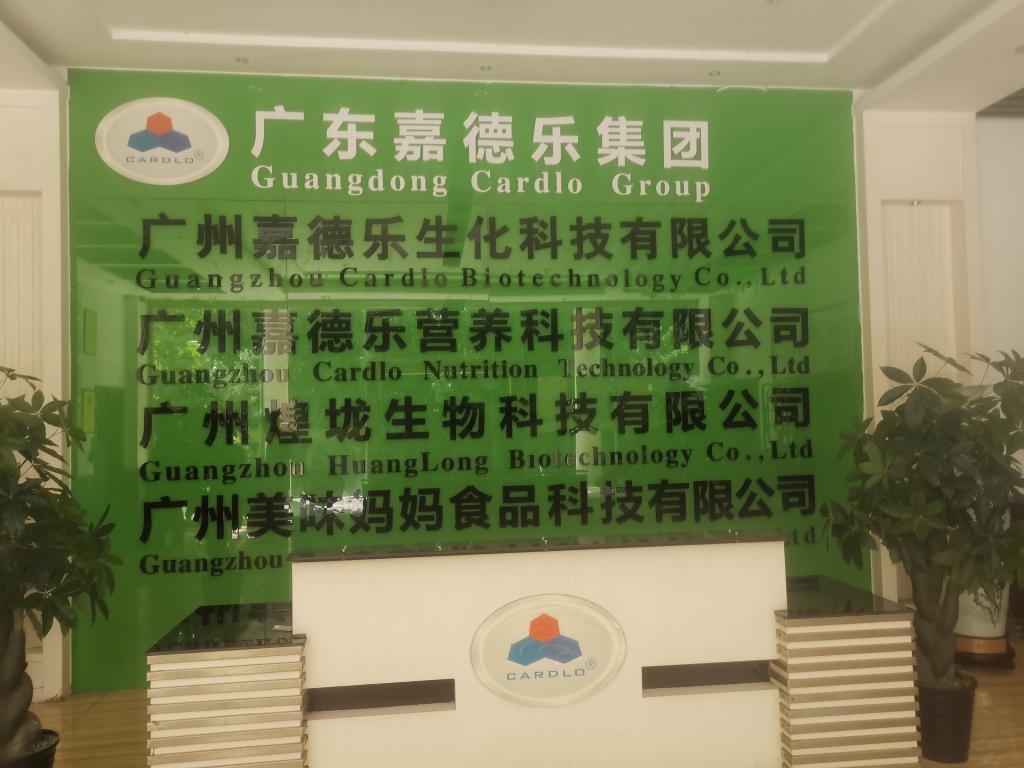 CARDLO®
广东嘉德乐集团
Guangdong Cardlo Group
广州嘉德乐生化科技有限公司
Guangzhou Cardlo Biotechnology Co.,Ltd
广州嘉德乐营养科技有限公司
Guangzhou Cardlo Nutrition Technology Co.,Ltd
广州煌垅生物科技有限公司
Guangzhou HuangLong Biotechnology Co.,Ltd
广州美味妈妈食品科技有限公司
Guangzhou Ltd
CARDLO®